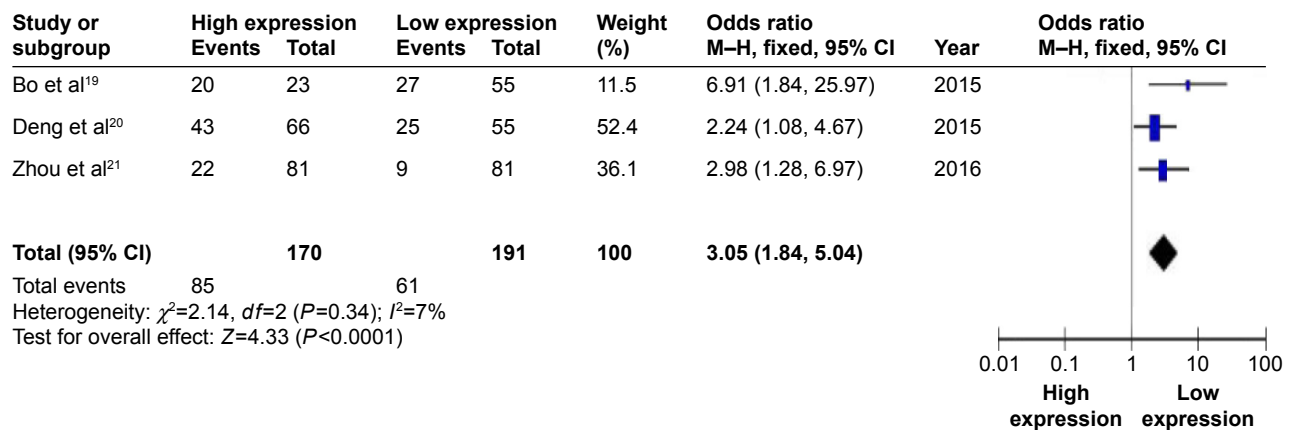 Study or High expression Low expression Weight Odds ratio Odds ratio
subgroup Events Total Events Total (%) M–H, fixed, 95% CI Year M–H, fixed, 95% CI
Bo et al¹⁹ 20 23 27 55 11.5 6.91 (1.84, 25.97) 2015
Deng et al²⁰ 43 66 25 55 52.4 2.24 (1.08, 4.67) 2015
Zhou et al²¹ 22 81 9 81 36.1 2.98 (1.28, 6.97) 2016
Total (95% CI) 170 191 100 3.05 (1.84, 5.04)
Total events 85 61
Heterogeneity: χ²=2.14, df=2 (P=0.34); I²=7%
Test for overall effect: Z=4.33 (P<0.0001)
0.01 0.1 1 10 100
High Low
expression expression